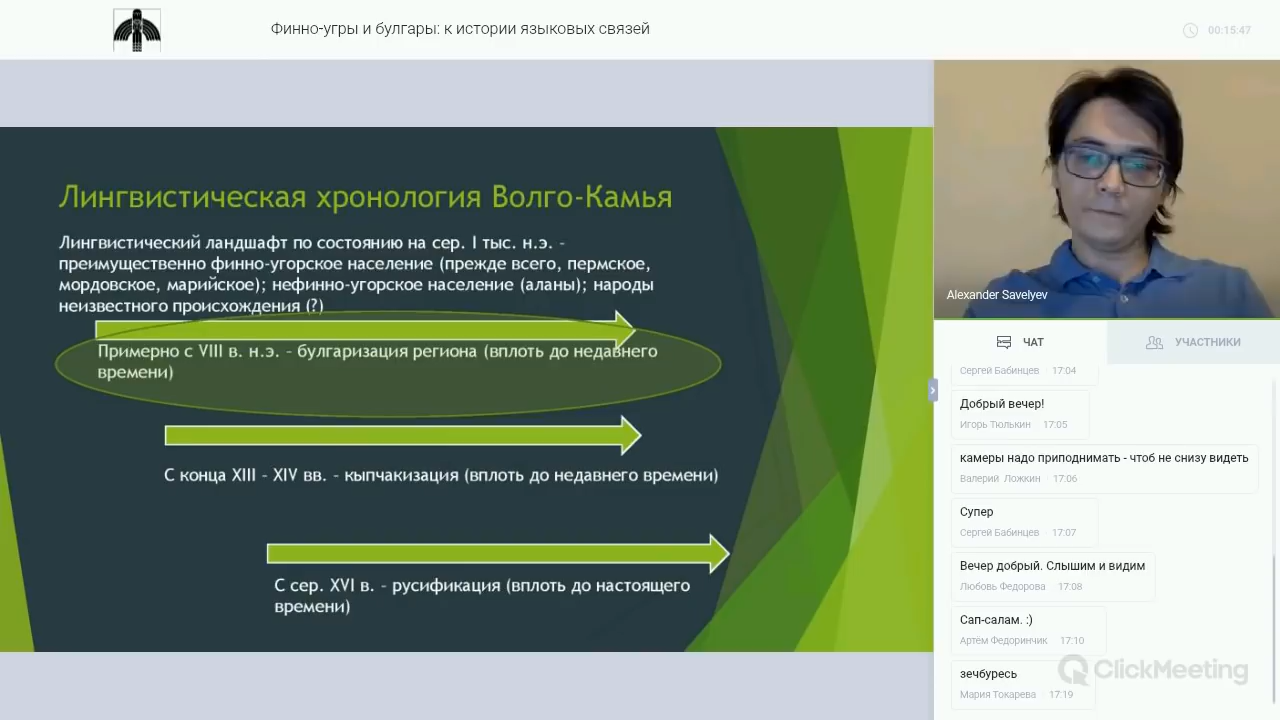 Финно-угры и булгары: к истории языковых связей
00:15:47
Лингвистическая хронология Волго-Камья
Лингвистический ландшафт по состоянию на сер. I тыс. н.э. -
преимущественно финно-угорское население (прежде всего, пермское,
мордовское, марийское); нефинно-угорское население (аланы); народы
неизвестного происхождения (?)
Примерно с VIII в. н.э. - булгаризация региона (вплоть до недавнего
времени)
С конца XIII - XIV вв. - кыпчакизация (вплоть до недавнего времени)
С сер. XVI в. - русификация (вплоть до настоящего
времени)
Alexander Savelyev
ЧАТ
УЧАСТНИКИ
Сергей Бабинцев · 17:04
Добрый вечер!
Игорь Тюлькин · 17:05
камеры надо приподнимать - чтоб не снизу видеть
Валерий Ложкин · 17:06
Супер
Сергей Бабинцев · 17:07
Вечер добрый. Слышим и видим
Любовь Федорова · 17:08
Сап-салам. :)
Артём Федоринчик · 17:10
зечбуресь
Мария Токарева · 17:19
ClickMeeting